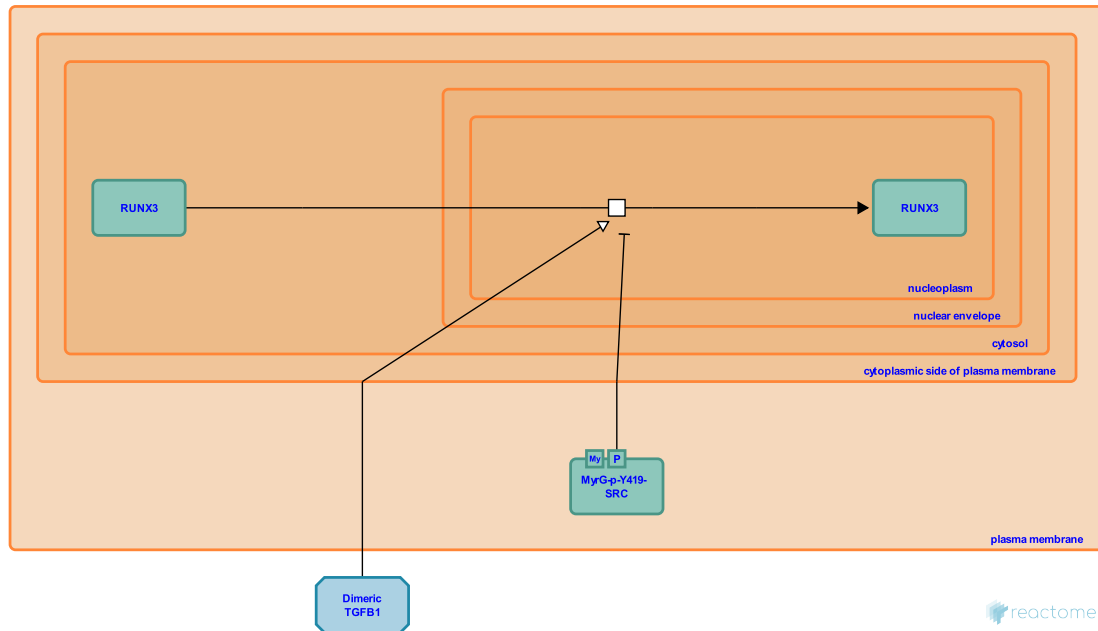 RUNX3
RUNX3
nucleoplasm
nuclear envelope
cytosol
cytoplasmic side of plasma membrane
My
P
MyrG-p-Y419-
SRC
plasma membrane
Dimeric
TGFB1
reactome